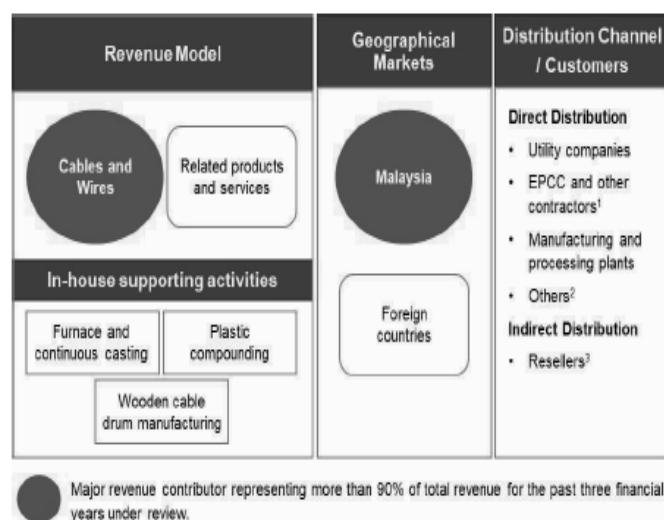 Revenue Model
Cables and
Wires
Related products
and services
In-house supporting activities
Furnace and
continuous casting
Plastic
compounding
Wooden cable
drum manufacturing
Geographical
Markets
Malaysia
Foreign
countries
Distribution Channel
/ Customers
Direct Distribution
• Utility companies
• EPCC and other
contractors¹
• Manufacturing and
processing plants
• Others²
Indirect Distribution
• Resellers³
Major revenue contributor representing more than 90% of total revenue for the past three financial
years under review.